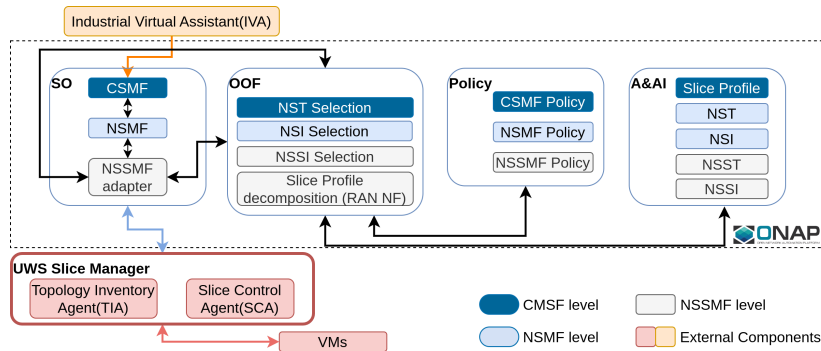 Industrial Virtual Assistant(IVA)
SO
CSMF
NSMF
NSSMF
adapter
OOF
NST Selection
NSI Selection
NSSI Selection
Slice Profile
decomposition (RAN NF)
Policy
CSMF Policy
NSMF Policy
NSSMF Policy
A&AI
Slice Profile
NST
NSI
NSST
NSSI
ONAP
UWS Slice Manager
Topology Inventory
Agent(TIA)
Slice Control
Agent(SCA)
VMs
CMSF level
NSMF level
NSSMF level
External Components